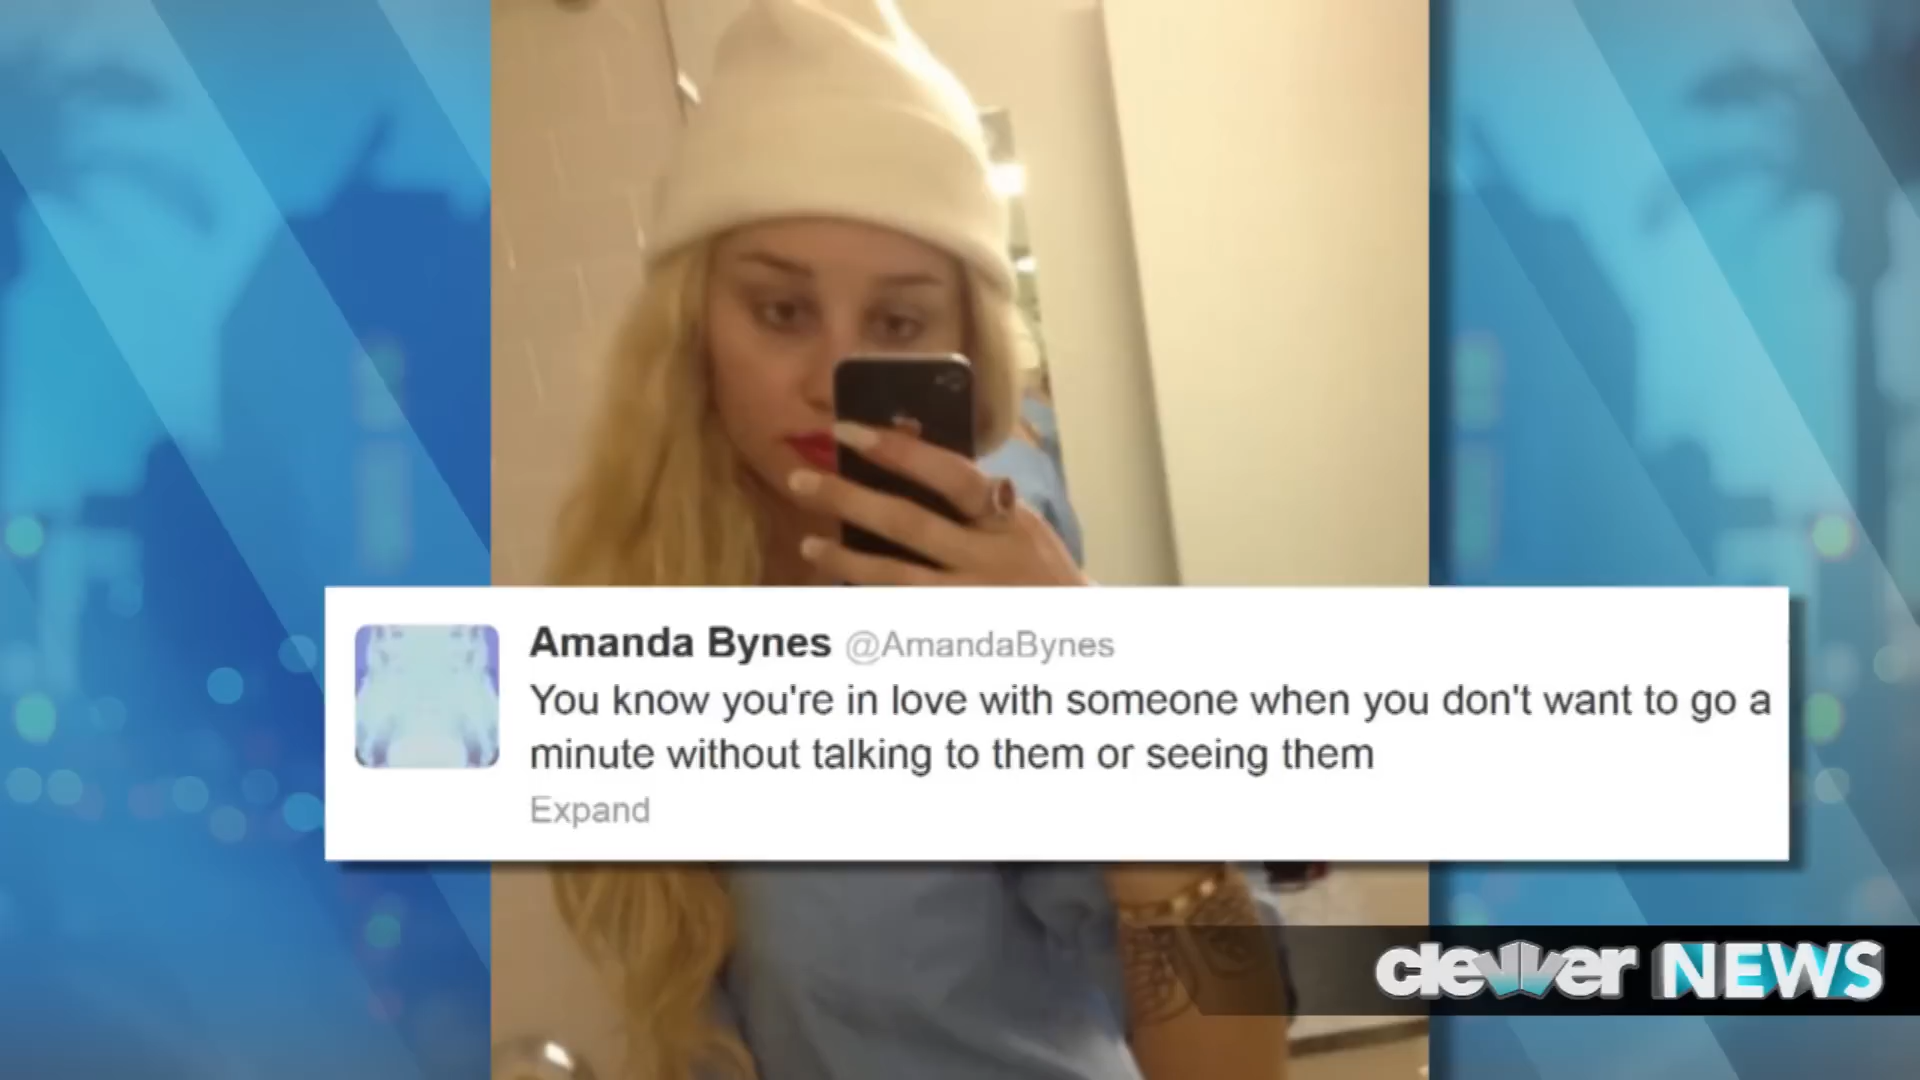 Amanda Bynes @AmandaBynes
You know you're in love with someone when you don't want to go a
minute without talking to them or seeing them
Expand
clevver NEWS